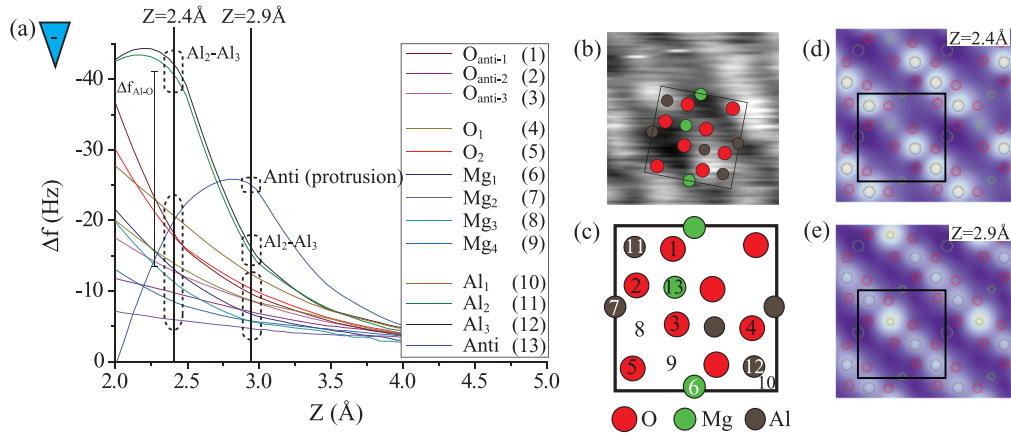 (a)
-
Z=2.4Å
Z=2.9Å
Al₂-Al₃
Δf_Al-O
Anti (protrusion)
Al₂-Al₃
-40
-30
-20
-10
0
Δf (Hz)
2.0 2.5 3.0 3.5 4.0 4.5 5.0
Z (Å)
O_anti-1 (1)
O_anti-2 (2)
O_anti-3 (3)
O₁ (4)
O₂ (5)
Mg₁ (6)
Mg₂ (7)
Mg₃ (8)
Mg₄ (9)
Al₁ (10)
Al₂ (11)
Al₃ (12)
Anti (13)
(b)
(c)
11 1
2 13
7
8 3 4
5 9 12
6 10
O Mg Al
(d)
Z=2.4Å
(e)
Z=2.9Å